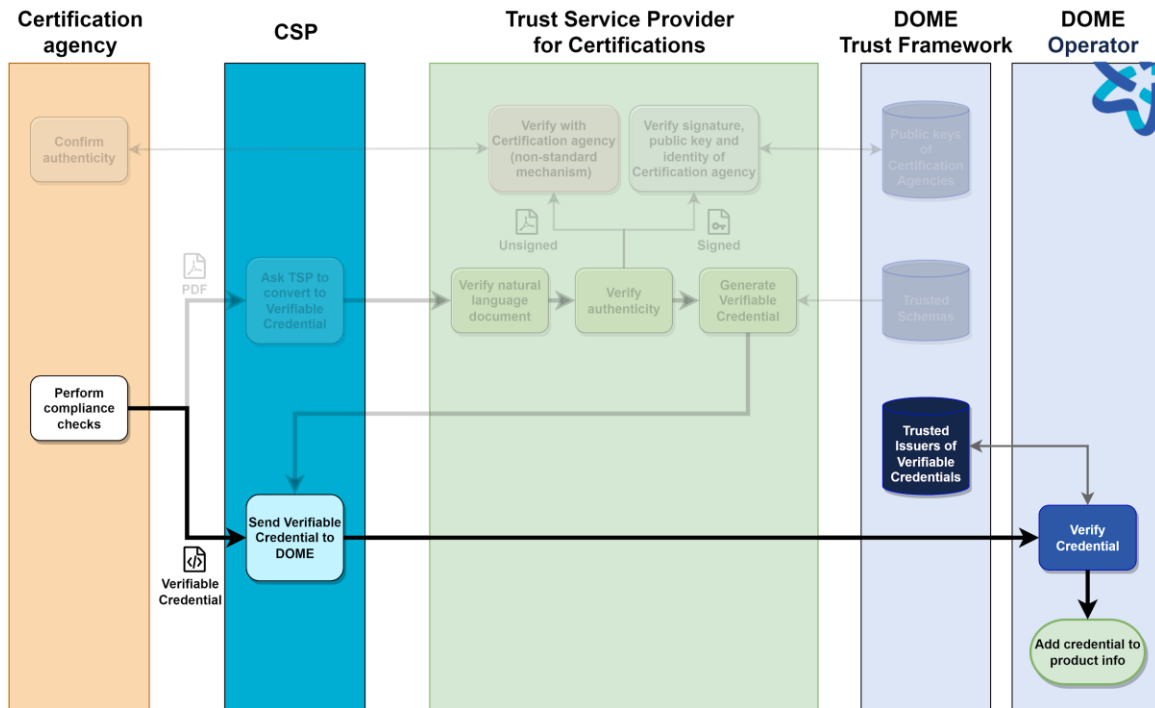 Certification
agency
CSP
Trust Service Provider
for Certifications
DOME
Trust Framework
DOME
Operator
Confirm
authenticity
Verify with
Certification agency
(non-standard
mechanism)
Verify signature,
public key and
identity of
Certification agency
Public keys
of
Certification
Agencies
Unsigned
Signed
PDF
Ask TSP to
convert to
Verifiable
Credential
Verify natural
language
document
Verify
authenticity
Generate
Verifiable
Credential
Trusted
Schemas
Perform
compliance
checks
Trusted
Issuers of
Verifiable
Credentials
Send Verifiable
Credential to
DOME
Verify
Credential
Verifiable
Credential
Add credential to
product info